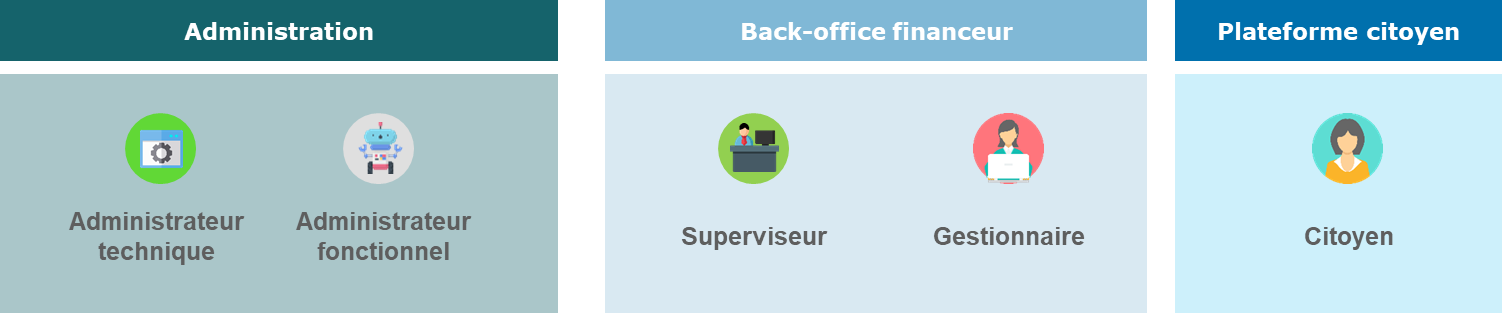 Administration
Administrateur
technique
Administrateur
fonctionnel
Back-office financeur
Superviseur
Gestionnaire
Plateforme citoyen
Citoyen